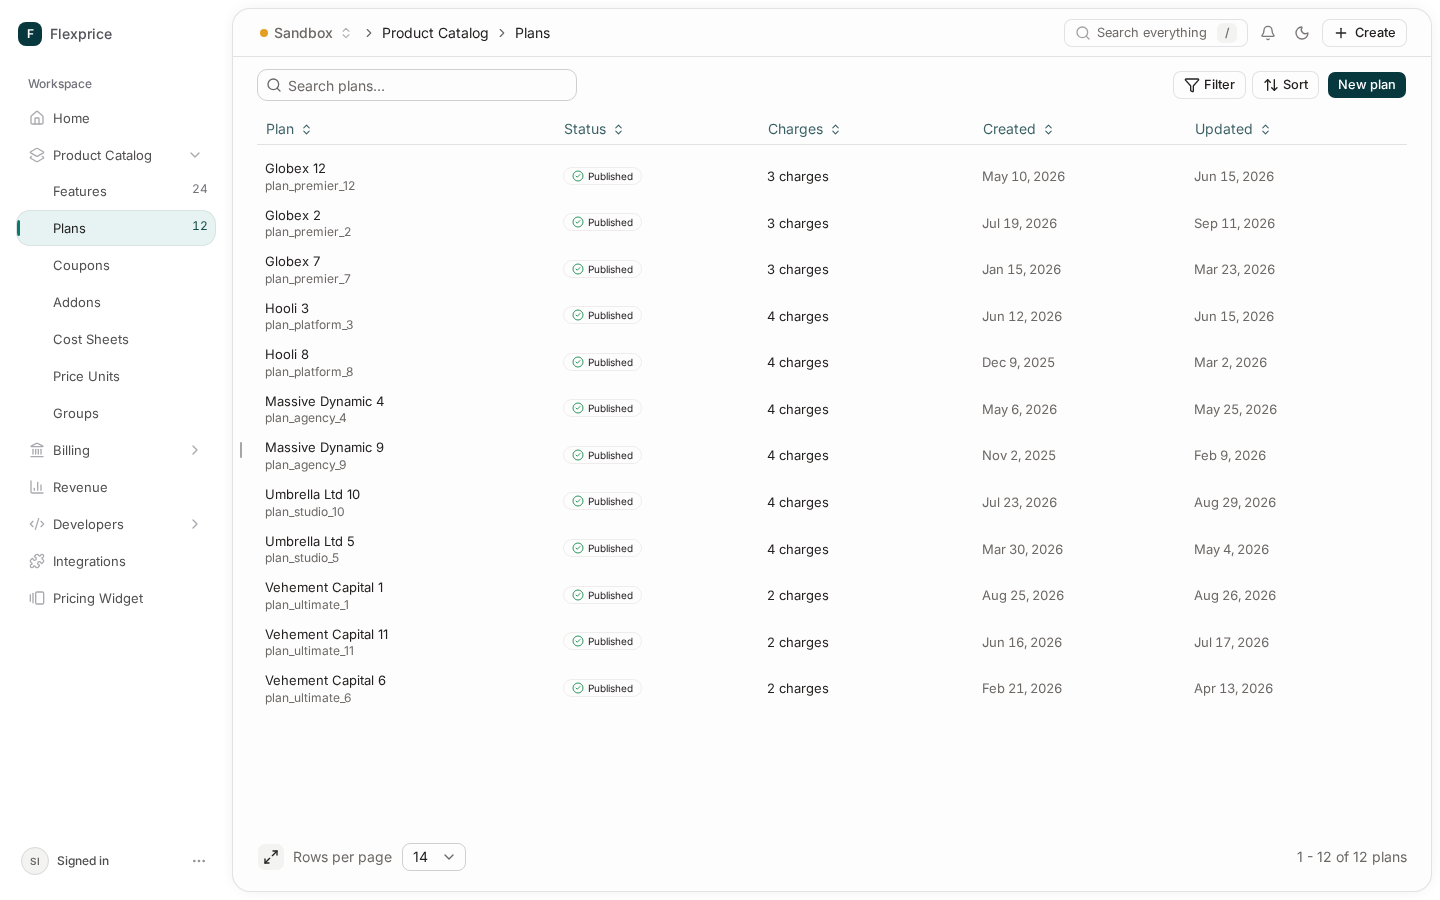 F Flexprice
Sandbox Product Catalog Plans
Search everything /
Create
Workspace
Home
Product Catalog
Features 24
Plans 12
Coupons
Addons
Cost Sheets
Price Units
Groups
Billing
Revenue
Developers
Integrations
Pricing Widget
SI Signed in
Search plans...
Filter Sort New plan
Plan Status Charges Created Updated
Globex 12
plan_premier_12
Published 3 charges May 10, 2026 Jun 15, 2026
Globex 2
plan_premier_2
Published 3 charges Jul 19, 2026 Sep 11, 2026
Globex 7
plan_premier_7
Published 3 charges Jan 15, 2026 Mar 23, 2026
Hooli 3
plan_platform_3
Published 4 charges Jun 12, 2026 Jun 15, 2026
Hooli 8
plan_platform_8
Published 4 charges Dec 9, 2025 Mar 2, 2026
Massive Dynamic 4
plan_agency_4
Published 4 charges May 6, 2026 May 25, 2026
Massive Dynamic 9
plan_agency_9
Published 4 charges Nov 2, 2025 Feb 9, 2026
Umbrella Ltd 10
plan_studio_10
Published 4 charges Jul 23, 2026 Aug 29, 2026
Umbrella Ltd 5
plan_studio_5
Published 4 charges Mar 30, 2026 May 4, 2026
Vehement Capital 1
plan_ultimate_1
Published 2 charges Aug 25, 2026 Aug 26, 2026
Vehement Capital 11
plan_ultimate_11
Published 2 charges Jun 16, 2026 Jul 17, 2026
Vehement Capital 6
plan_ultimate_6
Published 2 charges Feb 21, 2026 Apr 13, 2026
Rows per page 14
1 - 12 of 12 plans